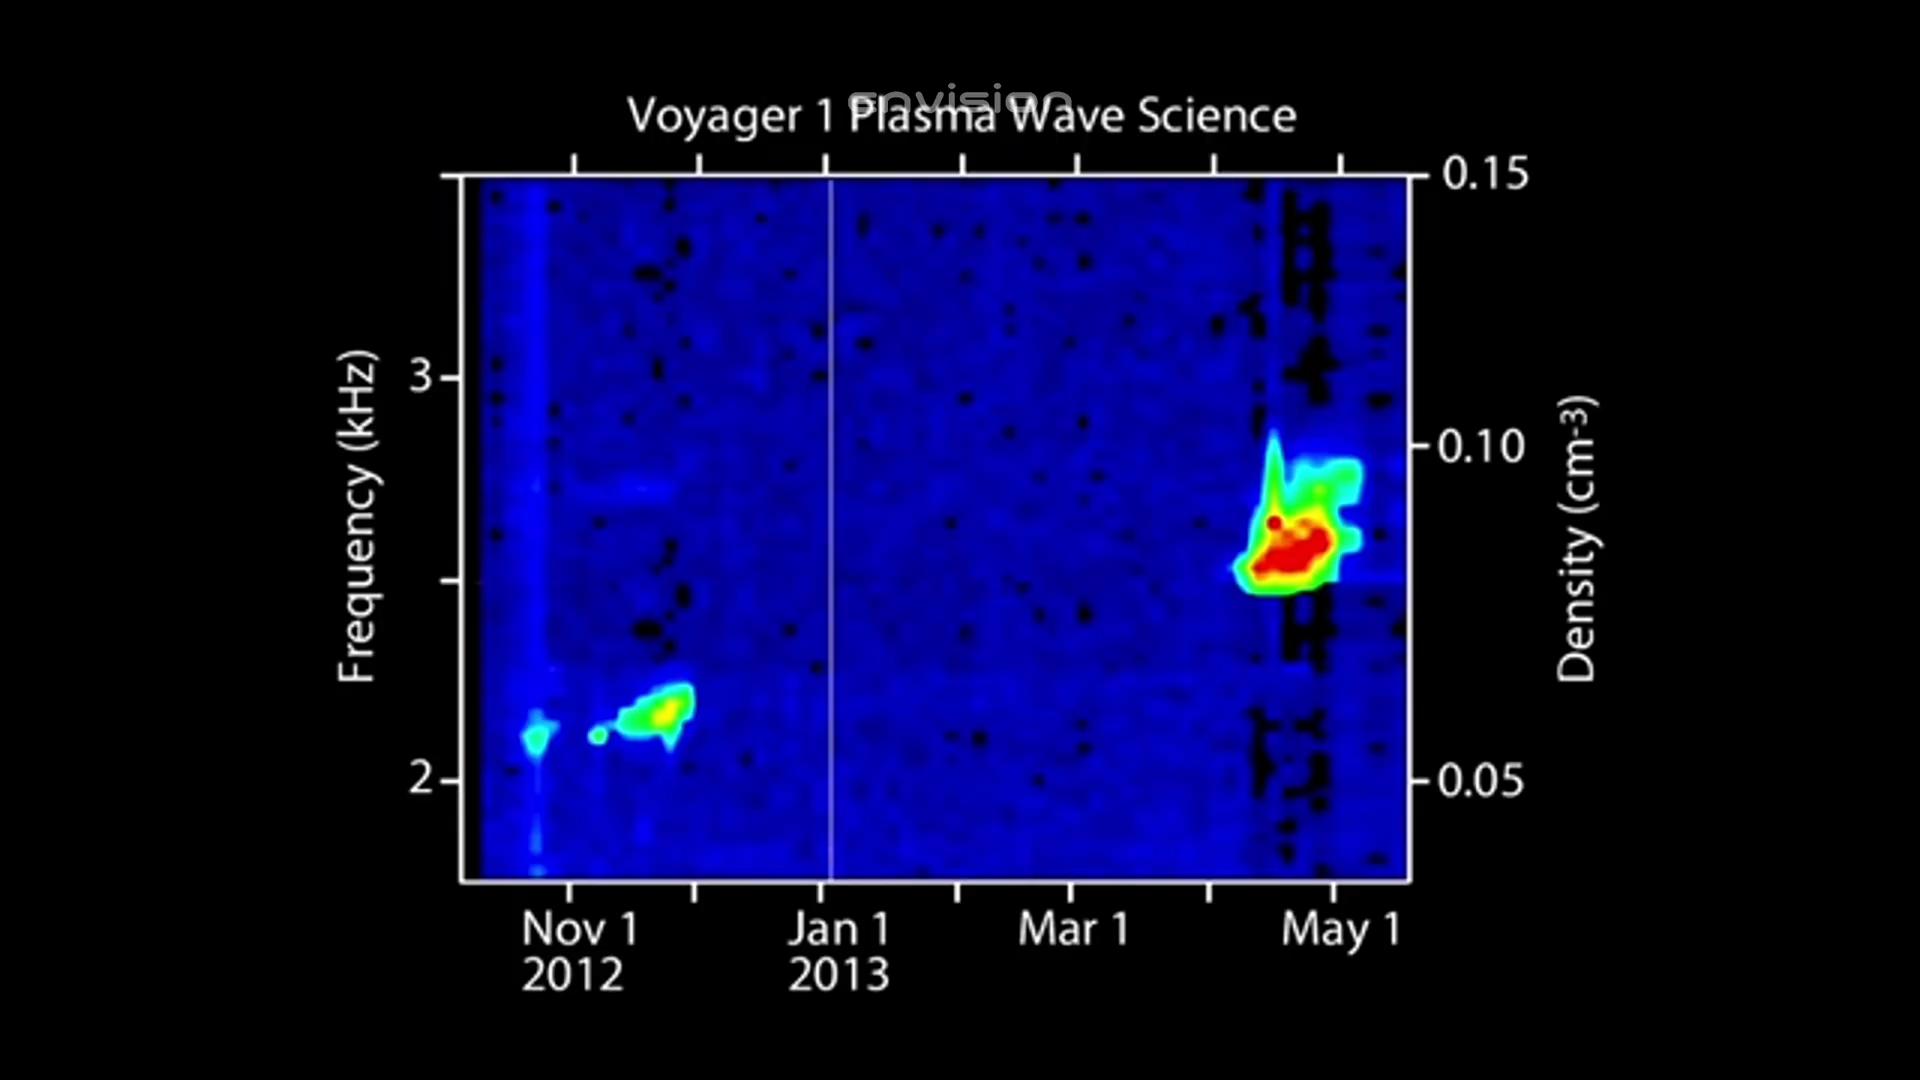 envision
Voyager 1 Plasma Wave Science
0.15
3
0.10
2
0.05
Frequency (kHz)
Density (cm-3)
Nov 1
2012
Jan 1
2013
Mar 1
May 1